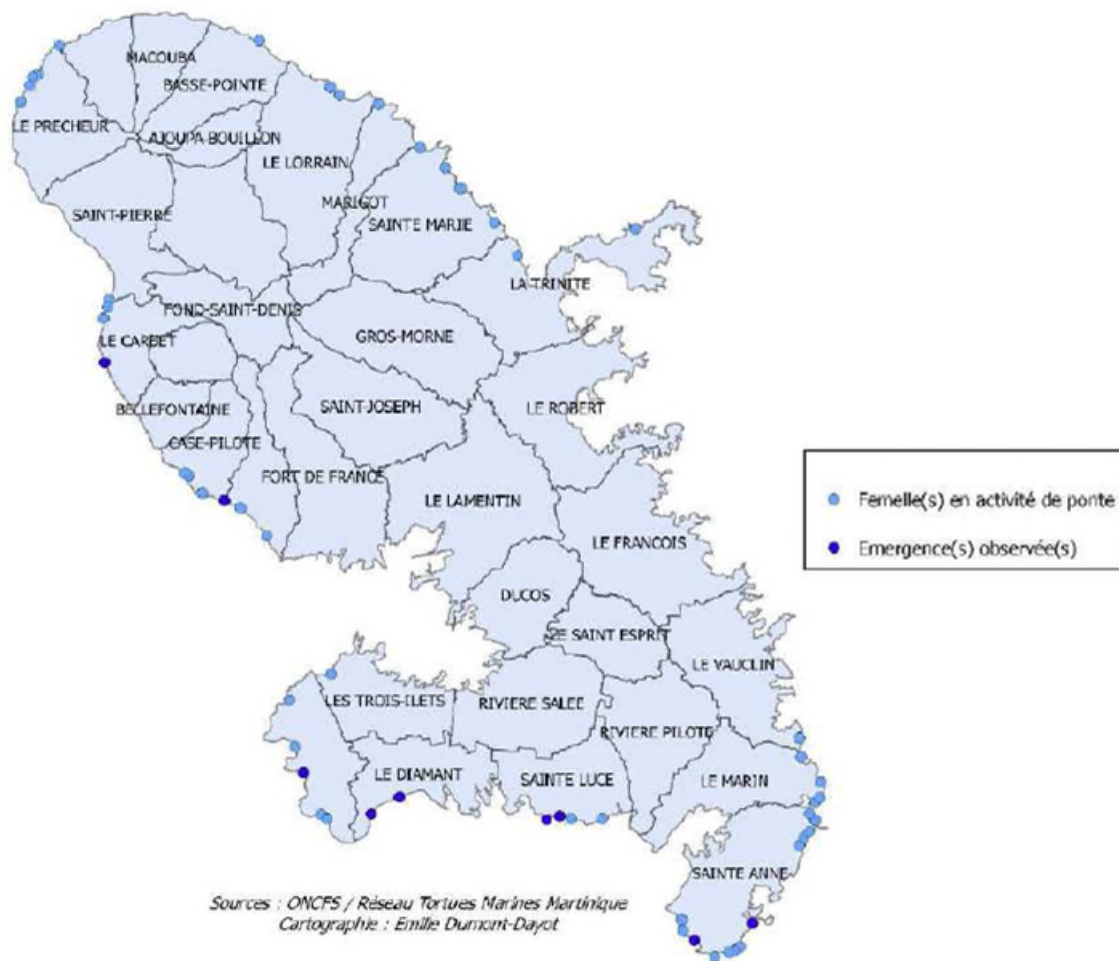 MACOUBA
BASSE-POINTE
LE PRECHEUR
AJOUPA-BOUILLON
LE LORRAIN
MARIGOT
SAINT-PIERRE
SAINTE MARIE
LA TRINITE
FOND-SAINT-DENIS
LE CARBET
GROS-MORNE
BELLEFONTAINE
SAINT-JOSEPH
LE ROBERT
CASE-PILOTE
FORT DE FRANCE
LE LAMENTIN
Femelle(s) en activité de ponte
Emergence(s) observée(s)
LE FRANCOIS
DUCOS
LE SAINT ESPRIT
LE VAUCLIN
LES TROIS-ILETS
RIVIERE SALEE
RIVIERE PILOTE
LE DIAMANT
SAINTE LUCE
LE MARIN
SAINTE ANNE
Sources : ONCFS / Réseau Tortues Marines Martinique
Cartographie : Emilie Dumont-Dayot